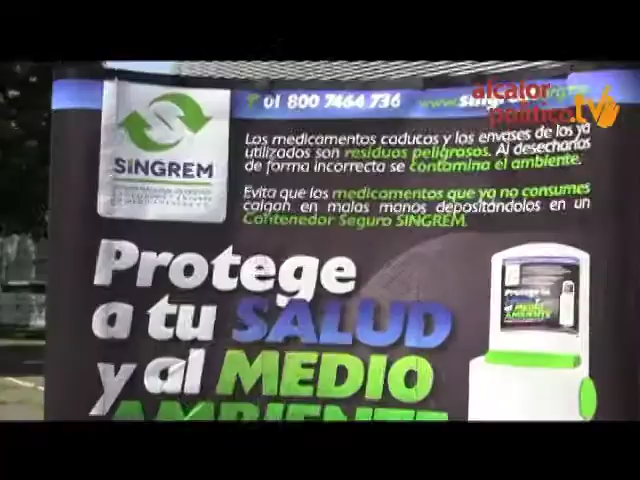 alcalor
político tv
01 800 7464 736
SINGREM
Los medicamentos caducos y los envases de los ya
utilizados son residuos peligrosos. Al desecharlos
de forma incorrecta se contamina el ambiente.
Evita que los medicamentos que ya no consumes
caigan en malas manos depositándolos en un
Contenedor Seguro SINGREM.
Protege
a tu SALUD
y al MEDIO
AMBIENTE